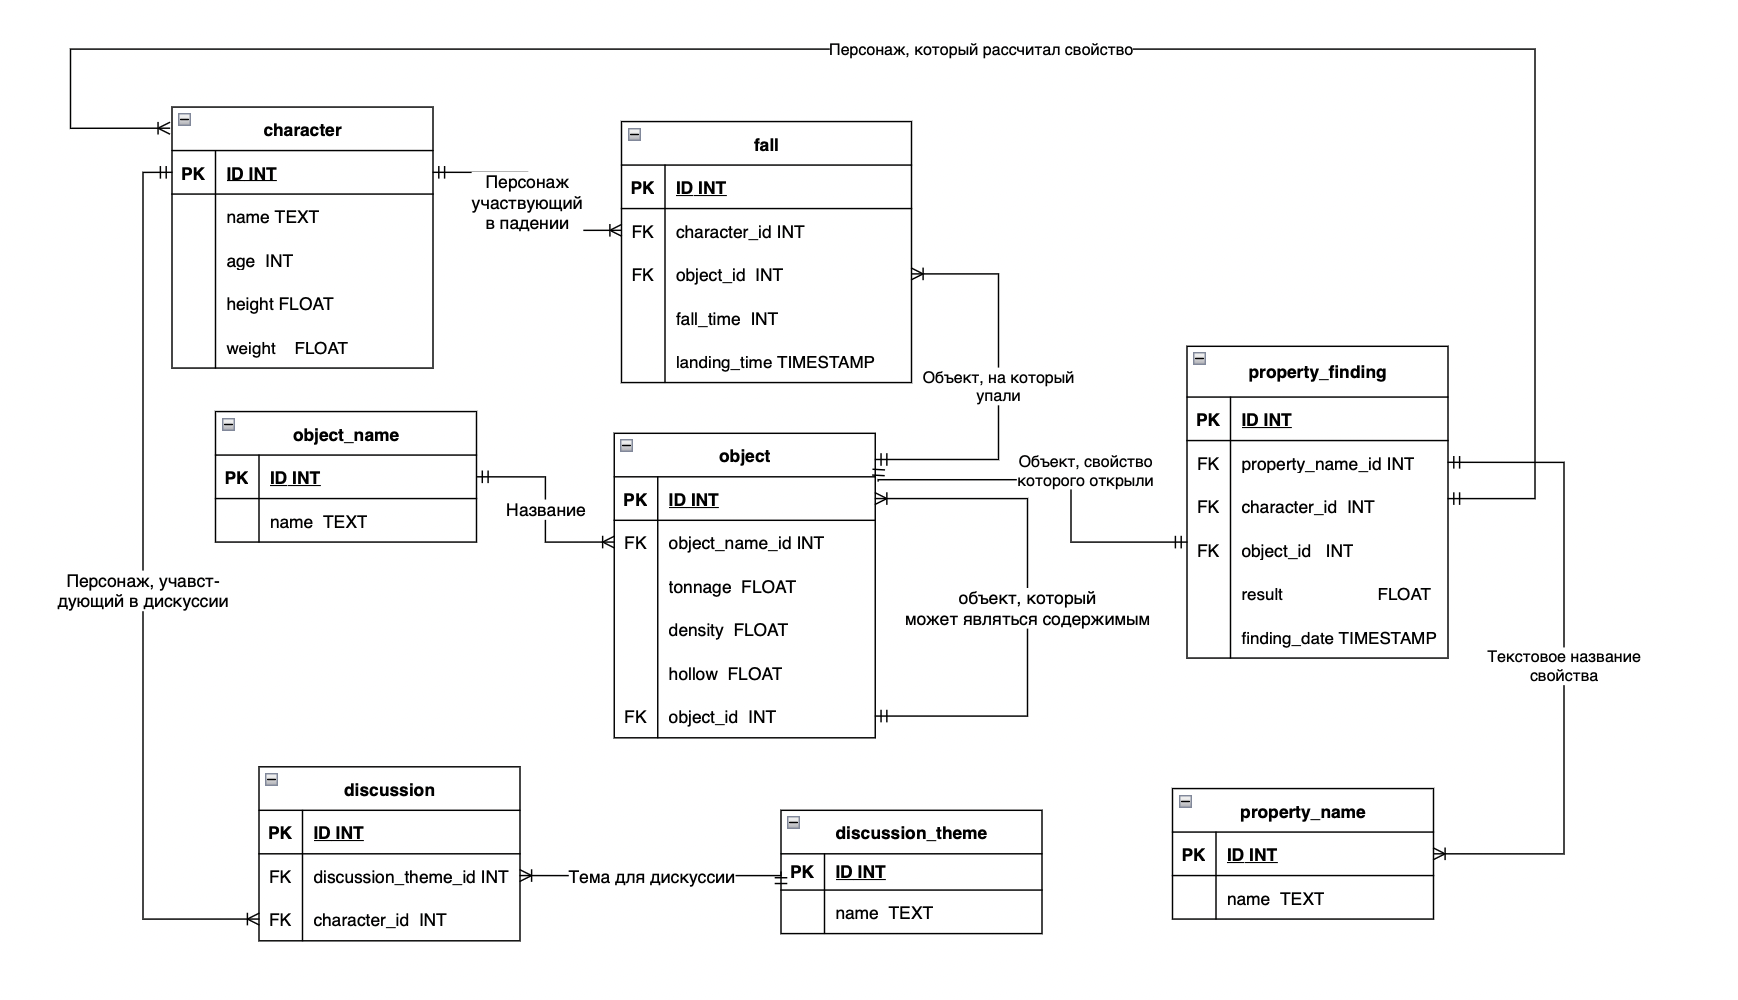 Персонаж, который рассчитал свойство
character
PK ID INT
name TEXT
age INT
height FLOAT
weight FLOAT
Персонаж
участвующий
в падении
fall
PK ID INT
FK character_id INT
FK object_id INT
fall_time INT
landing_time TIMESTAMP
Объект, на который
упали
property_finding
PK ID INT
FK property_name_id INT
FK character_id INT
FK object_id INT
result FLOAT
finding_date TIMESTAMP
object_name
PK ID INT
name TEXT
Название
object
PK ID INT
FK object_name_id INT
tonnage FLOAT
density FLOAT
hollow FLOAT
FK object_id INT
Объект, свойство
которого открыли
объект, который
может являться содержимым
Персонаж, учавст-
дующий в дискуссии
Текстовое название
свойства
discussion
PK ID INT
FK discussion_theme_id INT
FK character_id INT
Тема для дискуссии
discussion_theme
PK ID INT
name TEXT
property_name
PK ID INT
name TEXT